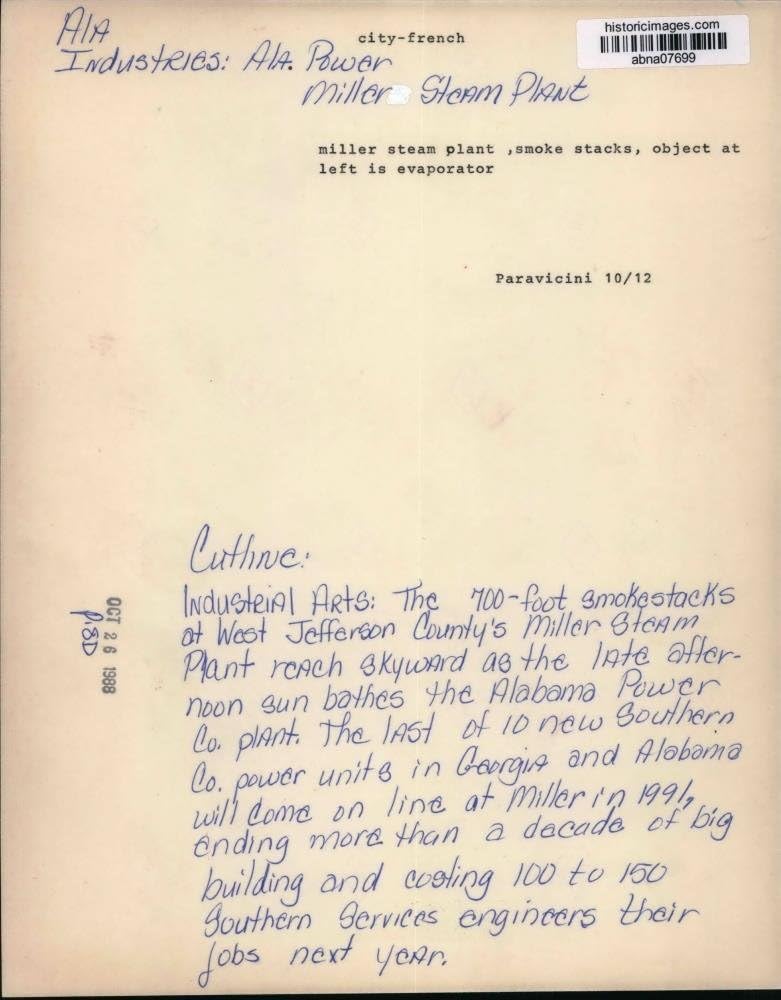 Ala
city-french
historicimages.com
abna07699
Industries: Ala. Power
Miller Steam Plant
miller steam plant ,smoke stacks, object at
left is evaporator
Paravicini 10/12
Cutline:
Industrial Arts: The 700-foot smokestacks
at West Jefferson County's Miller Steam
Plant reach skyward as the late after-
noon sun bathes the Alabama Power
Co. plant. The last of 10 new Southern
Co. power units in Georgia and Alabama
will come on line at Miller in 1991,
ending more than a decade of big
building and costing 100 to 150
Southern Services engineers their
jobs next year.
OCT 26 1988
PSD